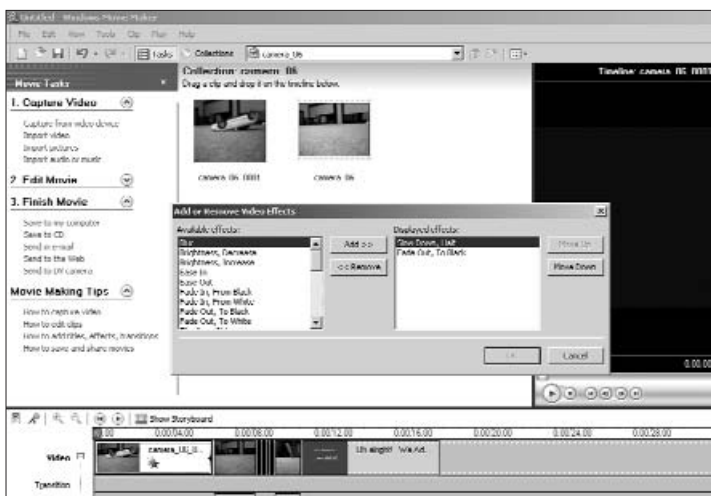 Untitled - Windows Movie Maker
File Edit View Tools Clip Play Help
Tasks Collections camera_06
Movie Tasks
Collection: camera_06
Drag a clip and drop it on the timeline below.
Timeline: camera_06_0001
1. Capture Video
Capture from video device
Import video
Import pictures
Import audio or music
camera_06_0001
camera_06
2. Edit Movie
3. Finish Movie
Save to my computer
Save to CD
Send in e-mail
Send to the Web
Send to DV camera
Movie Making Tips
How to capture video
How to edit clips
How to add titles, effects, transitions
How to save and share movies
Add or Remove Video Effects
Available effects:
Displayed effects:
Blur
Brightness, Decrease
Brightness, Increase
Ease In
Ease Out
Fade In, From Black
Fade In, From White
Fade Out, To Black
Fade Out, To White
Add >>
<< Remove
Slow Down, Half
Fade Out, To Black
Move Up
Move Down
OK
Cancel
0:00:00
Show Storyboard
0:00:04.00 0:00:08.00 0:00:12.00 0:00:16.00 0:00:20.00 0:00:24.00 0:00:28.00
Video
camera_06_0...
Transition